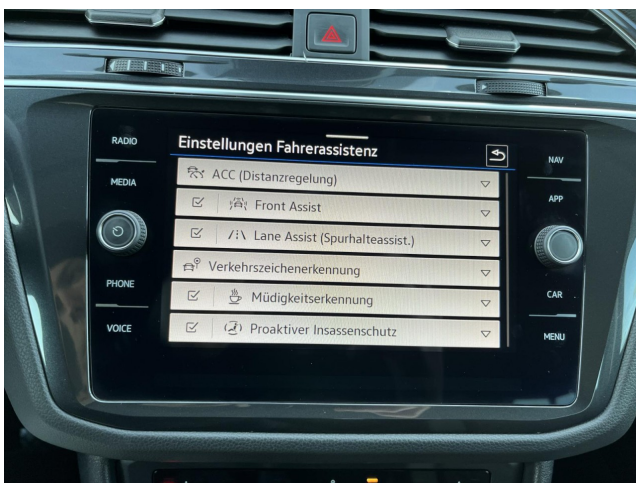 RADIO
MEDIA
PHONE
VOICE
Einstellungen Fahrerassistenz
ACC (Distanzregelung)
Front Assist
Lane Assist (Spurhalteassist.)
Verkehrszeichenerkennung
Müdigkeitserkennung
Proaktiver Insassenschutz
NAV
APP
CAR
MENU